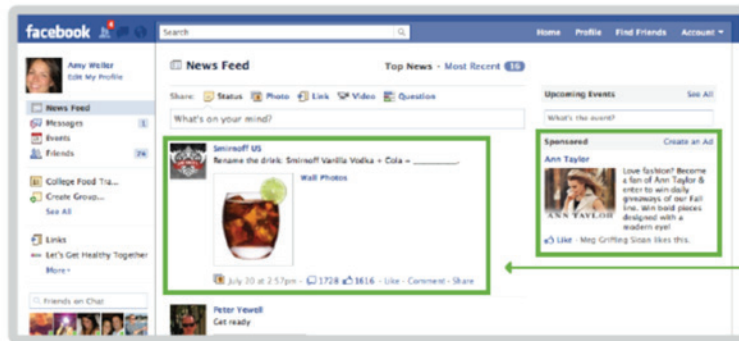 facebook
Search
Home Profile Find Friends Account
Amy Weller
Edit My Profile
News Feed
Messages 1
Events
Friends
College Food Tra...
Create Group...
See All
Links
Let's Get Healthy Together
More
Friends on Chat
News Feed
Top News · Most Recent 16
Share: Status Photo Link Video Question
What's on your mind?
Smirnoff US
Rename the drink: Smirnoff Vanilla Vodka + Cola = __________.
Wall Photos
July 20 at 2:57pm · 1728 1616 · Like · Comment · Share
Peter Yewell
Get ready
Upcoming Events See All
What's the event?
Sponsored Create an Ad
Ann Taylor
Love fashion? Become
a fan of Ann Taylor &
enter to win daily
giveaways of our Fall
line. Win bold pieces
designed with a
modern eye!
ANN TAYLOR
Like · Meg Griffing Sloan likes this.